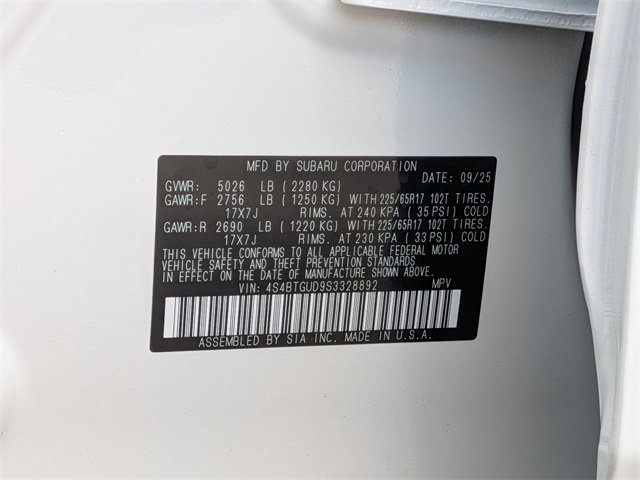 MFD BY SUBARU CORPORATION
DATE: 09/25
GVWR: 5026 LB (2280 KG)
GAWR:F 2756 LB (1250 KG) WITH 225/65R17 102T TIRES.
17X7J RIMS. AT 240 KPA (35 PSI) COLD
GAWR:R 2690 LB (1220 KG) WITH 225/65R17 102T TIRES.
17X7J RIMS. AT 230 KPA (33 PSI) COLD
THIS VEHICLE CONFORMS TO ALL APPLICABLE FEDERAL MOTOR
VEHICLE SAFETY AND THEFT PREVENTION STANDARDS
IN EFFECT ON THE DATE OF MANUFACTURE SHOWN ABOVE.
VIN: 4S4BTGUD9S3328892 MPV
ASSEMBLED BY SIA INC. MADE IN U.S.A.